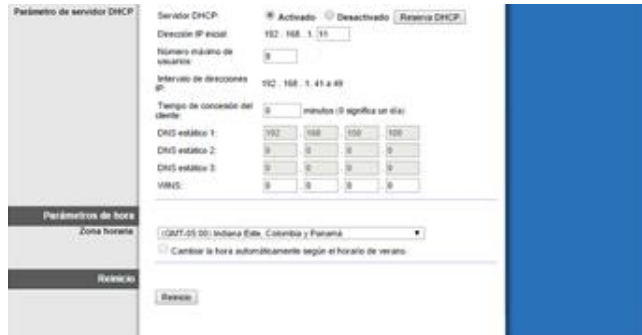 Parámetro de servidor DHCP
Servidor DHCP: Activado Desactivado Reserva DHCP
Dirección IP inicial: 192 . 168 . 1. 11
Número máximo de usuarios: 9
Intervalo de direcciones IP: 192 . 168 . 1. 41 a 49
Tiempo de concesión del cliente: 0 minutos (0 significa un día)
DNS estático 1: 192 . 168 . 100 . 100
DNS estático 2: 0 . 0 . 0 . 0
DNS estático 3: 0 . 0 . 0 . 0
WINS: 0 . 0 . 0 . 0
Parámetros de hora
Zona horaria
(GMT-05:00) Indiana Este, Colombia y Panamá
Cambiar la hora automáticamente según el horario de verano.
Reinicio
Reinicio